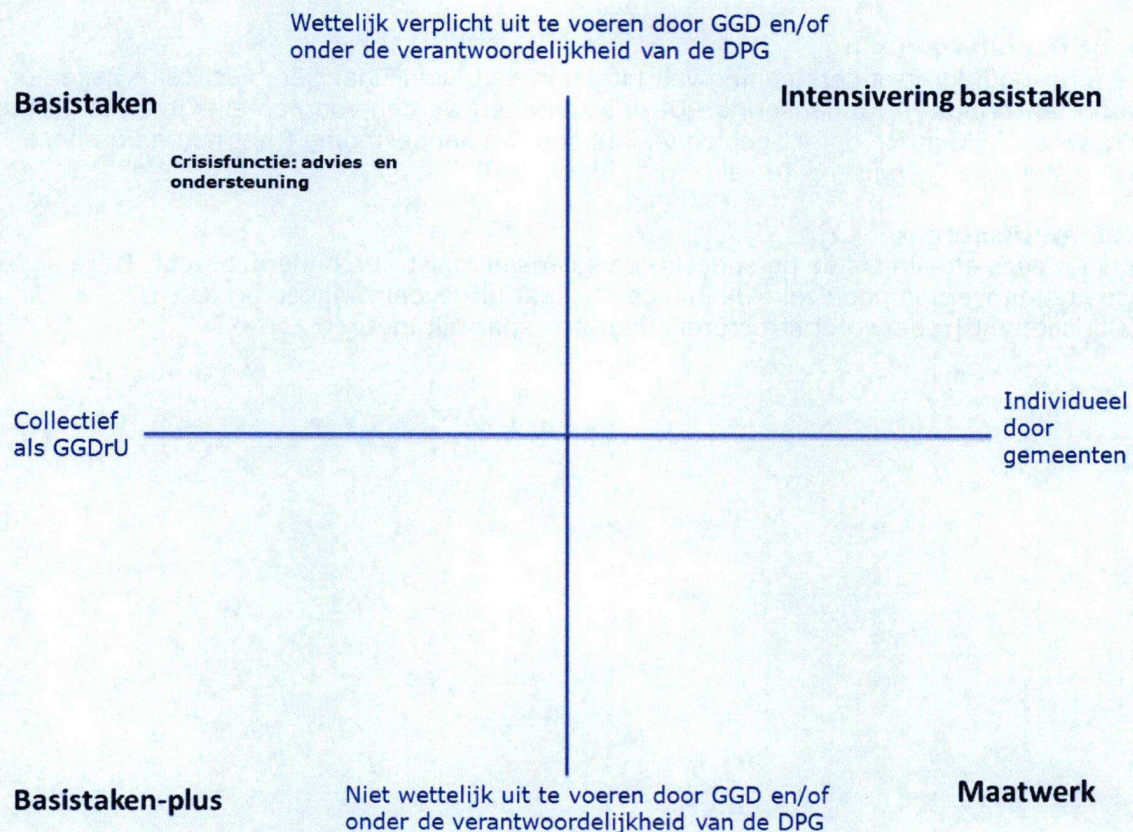 Wettelijk verplicht uit te voeren door GGD en/of
onder de verantwoordelijkheid van de DPG
Basistaken
Intensivering basistaken
Crisisfunctie: advies en
ondersteuning
Collectief
als GGDrU
Individueel
door
gemeenten
Basistaken-plus
Niet wettelijk uit te voeren door GGD en/of
onder de verantwoordelijkheid van de DPG
Maatwerk